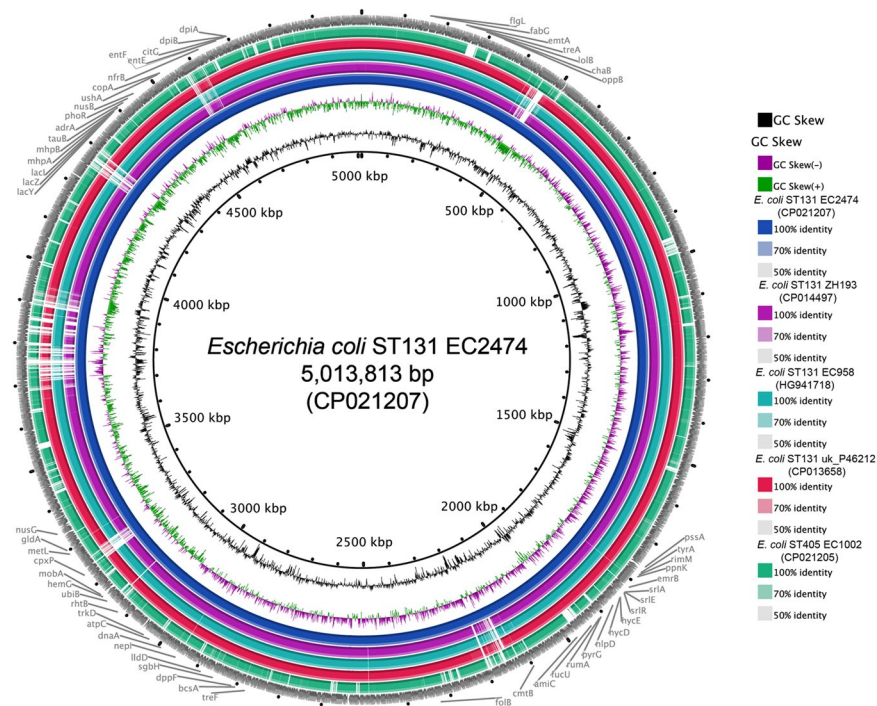 flgL
fabG
emtA
treA
lolB
chaB
oppB
dpiA
dpiB
citG
entF
entE
nfrB
copA
ushA
nusB
phoR
adrA
tauB
mhpB
mhpA
lacI
lacZ
lacY
5000 kbp
500 kbp
1000 kbp
1500 kbp
2000 kbp
2500 kbp
3000 kbp
3500 kbp
4000 kbp
4500 kbp
Escherichia coli ST131 EC2474
5,013,813 bp
(CP021207)
nusG
gldA
metL
cpxP
mobA
hemG
ubiB
rhtB
trkD
atpC
dnaA
nepI
lldD
sgbH
dppF
bcsA
treF
pssA
tyrA
rimM
ppnK
emrB
srlA
srlE
srlR
hycE
hycD
nlpD
pyrG
rumA
fucU
amiC
cmtB
folB
GC Skew
GC Skew
GC Skew(-)
GC Skew(+)
E. coli ST131 EC2474
(CP021207)
100% identity
70% identity
50% identity
E. coli ST131 ZH193
(CP014497)
100% identity
70% identity
50% identity
E. coli ST131 EC958
(HG941718)
100% identity
70% identity
50% identity
E. coli ST131 uk_P46212
(CP013658)
100% identity
70% identity
50% identity
E. coli ST405 EC1002
(CP021205)
100% identity
70% identity
50% identity